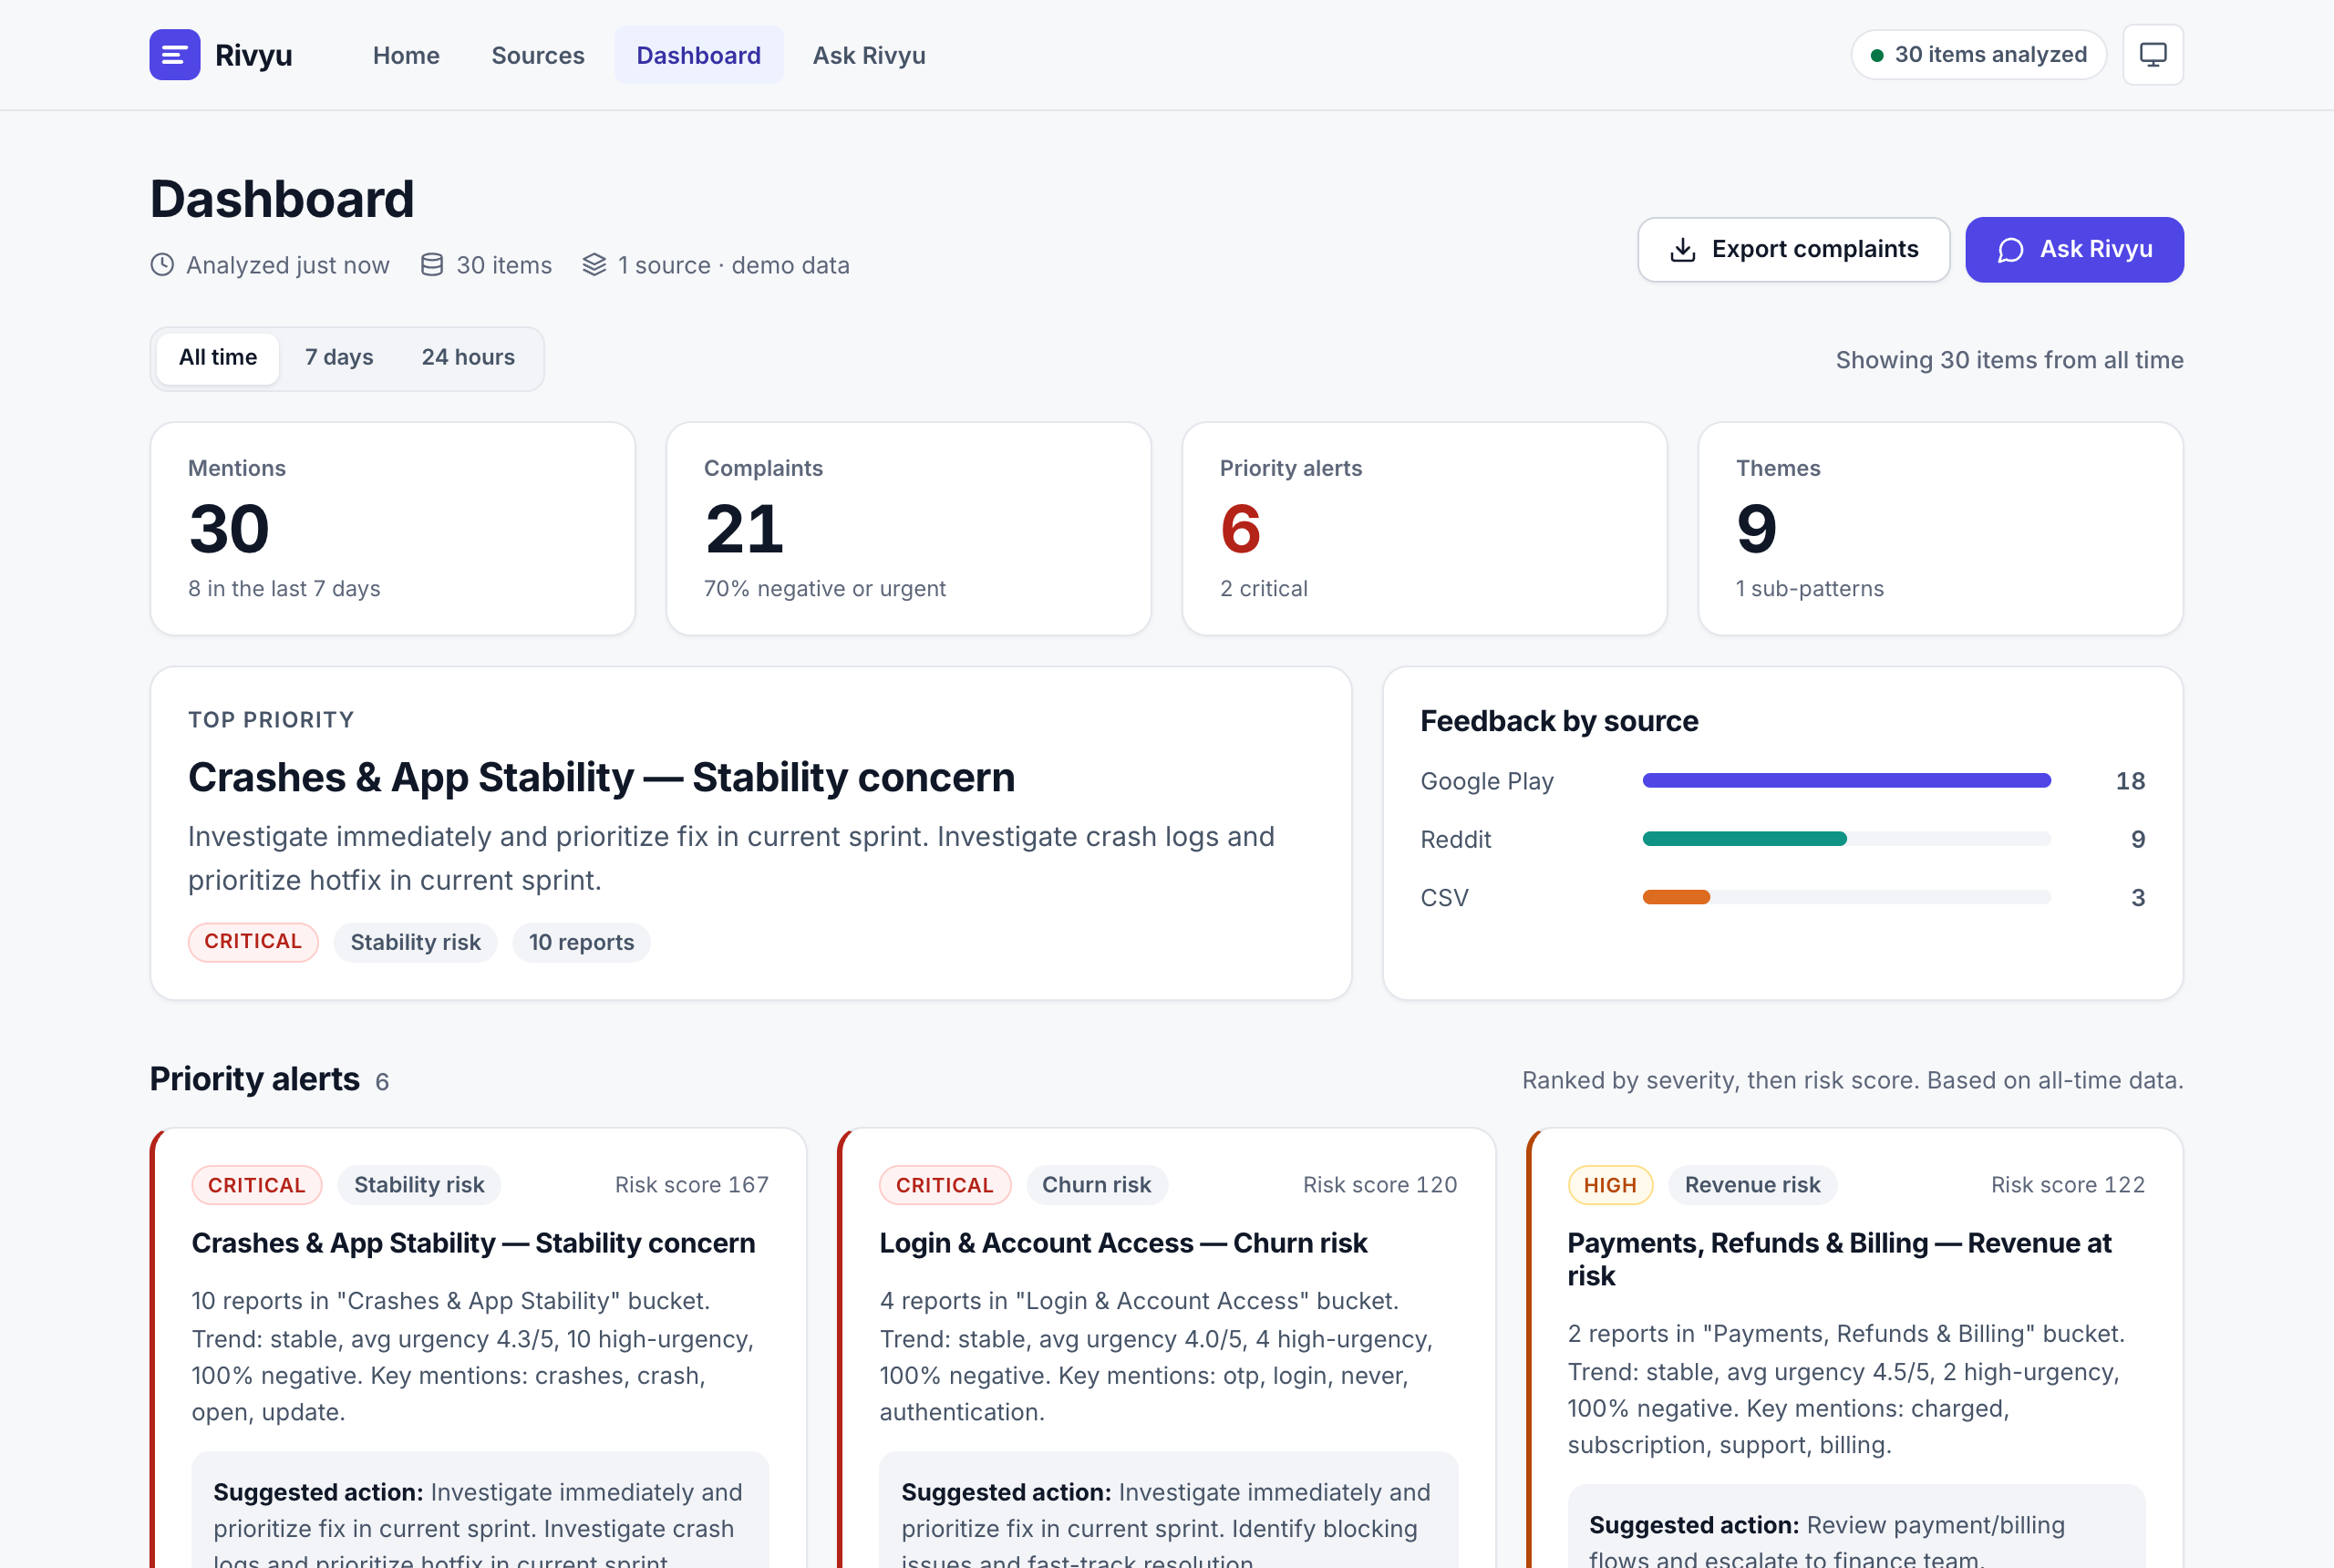 Rivyu
Home
Sources
Dashboard
Ask Rivyu
30 items analyzed
Dashboard
Analyzed just now
30 items
1 source · demo data
Export complaints
Ask Rivyu
All time
7 days
24 hours
Showing 30 items from all time
Mentions
30
8 in the last 7 days
Complaints
21
70% negative or urgent
Priority alerts
6
2 critical
Themes
9
1 sub-patterns
TOP PRIORITY
Crashes & App Stability — Stability concern
Investigate immediately and prioritize fix in current sprint. Investigate crash logs and
prioritize hotfix in current sprint.
CRITICAL
Stability risk
10 reports
Feedback by source
Google Play
18
Reddit
9
CSV
3
Priority alerts 6
Ranked by severity, then risk score. Based on all-time data.
CRITICAL
Stability risk
Risk score 167
Crashes & App Stability — Stability concern
10 reports in "Crashes & App Stability" bucket.
Trend: stable, avg urgency 4.3/5, 10 high-urgency,
100% negative. Key mentions: crashes, crash,
open, update.
Suggested action: Investigate immediately and
prioritize fix in current sprint. Investigate crash
logs and prioritize hotfix in current sprint.
CRITICAL
Churn risk
Risk score 120
Login & Account Access — Churn risk
4 reports in "Login & Account Access" bucket.
Trend: stable, avg urgency 4.0/5, 4 high-urgency,
100% negative. Key mentions: otp, login, never,
authentication.
Suggested action: Investigate immediately and
prioritize fix in current sprint. Identify blocking
issues and fast-track resolution.
HIGH
Revenue risk
Risk score 122
Payments, Refunds & Billing — Revenue at
risk
2 reports in "Payments, Refunds & Billing" bucket.
Trend: stable, avg urgency 4.5/5, 2 high-urgency,
100% negative. Key mentions: charged,
subscription, support, billing.
Suggested action: Review payment/billing
flows and escalate to finance team.